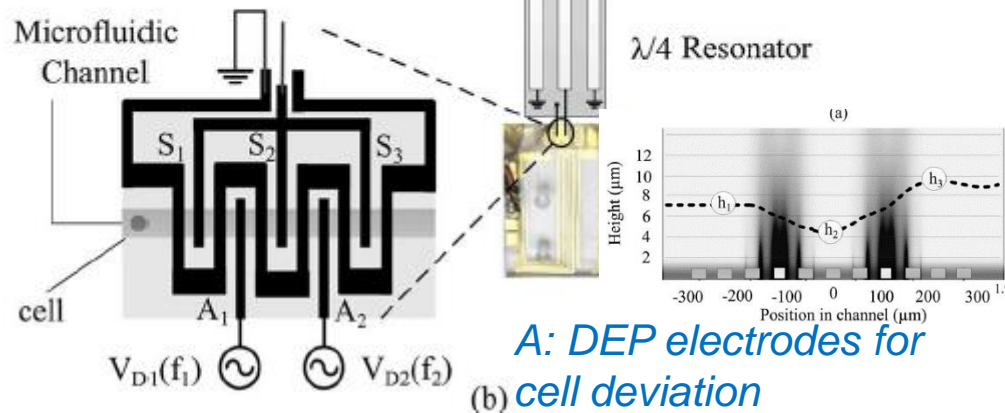 Microfluidic
Channel
S1
S2
S3
cell
A1
A2
VD1(f1)
VD2(f2)
(b)
λ/4 Resonator
(a)
Height (μm)
12
10
8
6
4
2
h1
h2
h3
-300
-200
-100
0
100
200
300
Position in channel (μm)
A: DEP electrodes for
cell deviation